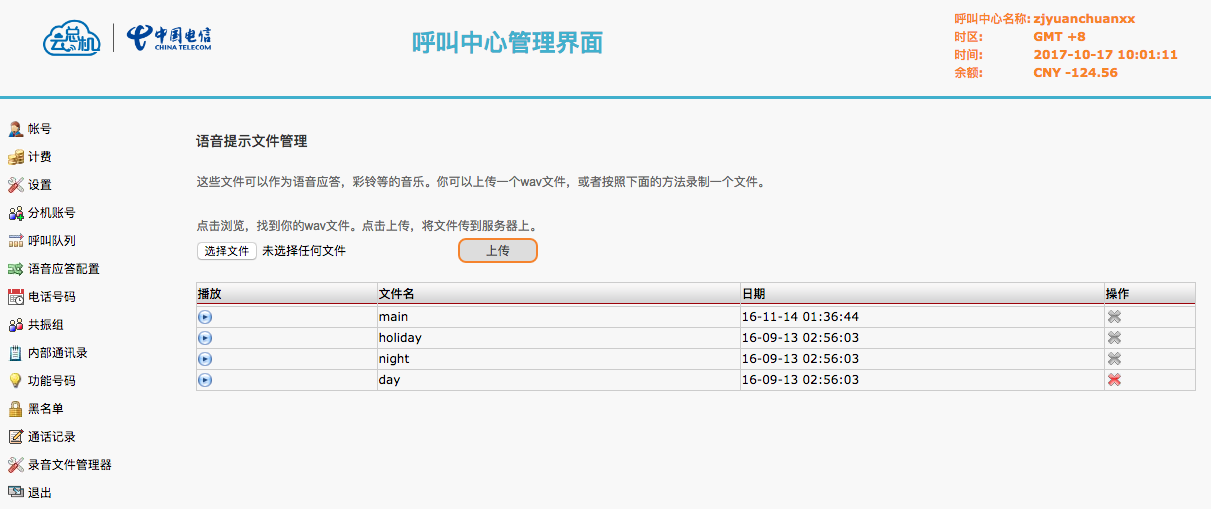 云总机
中国电信
CHINA TELECOM
呼叫中心管理界面
呼叫中心名称: zjyuanchuanxx
时区: GMT +8
时间: 2017-10-17 10:01:11
余额: CNY -124.56
帐号
计费
设置
分机账号
呼叫队列
语音应答配置
电话号码
共振组
内部通讯录
功能号码
黑名单
通话记录
录音文件管理器
退出
语音提示文件管理
这些文件可以作为语音应答，彩铃等的音乐。你可以上传一个wav文件，或者按照下面的方法录制一个文件。
点击浏览，找到你的wav文件。点击上传，将文件传到服务器上。
选择文件 未选择任何文件 上传
播放 文件名 日期 操作
main 16-11-14 01:36:44
holiday 16-09-13 02:56:03
night 16-09-13 02:56:03
day 16-09-13 02:56:03